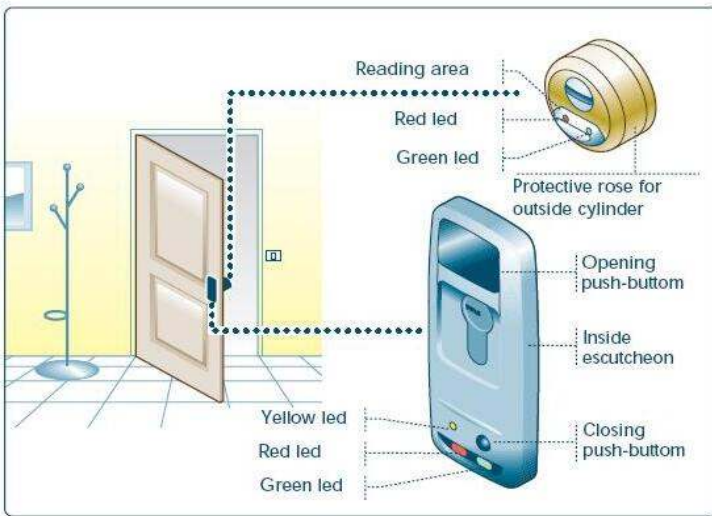 Reading area
Red led
Green led
Protective rose for
outside cylinder
Opening
push-buttom
Inside
escutcheon
Yellow led
Red led
Green led
Closing
push-buttom